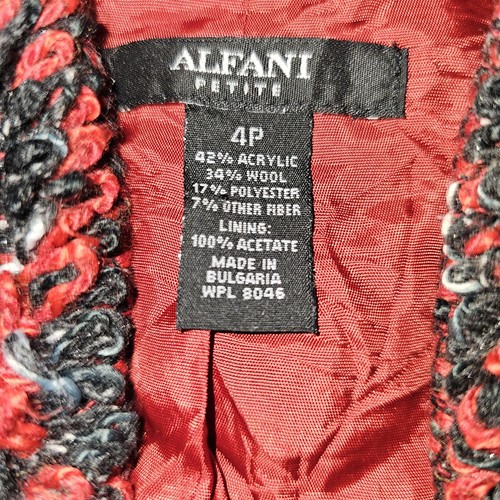 ALFANI
PETITE
4P
42% ACRYLIC
34% WOOL
17% POLYESTER
7% OTHER FIBER
LINING:
100% ACETATE
MADE IN
BULGARIA
WPL 8046